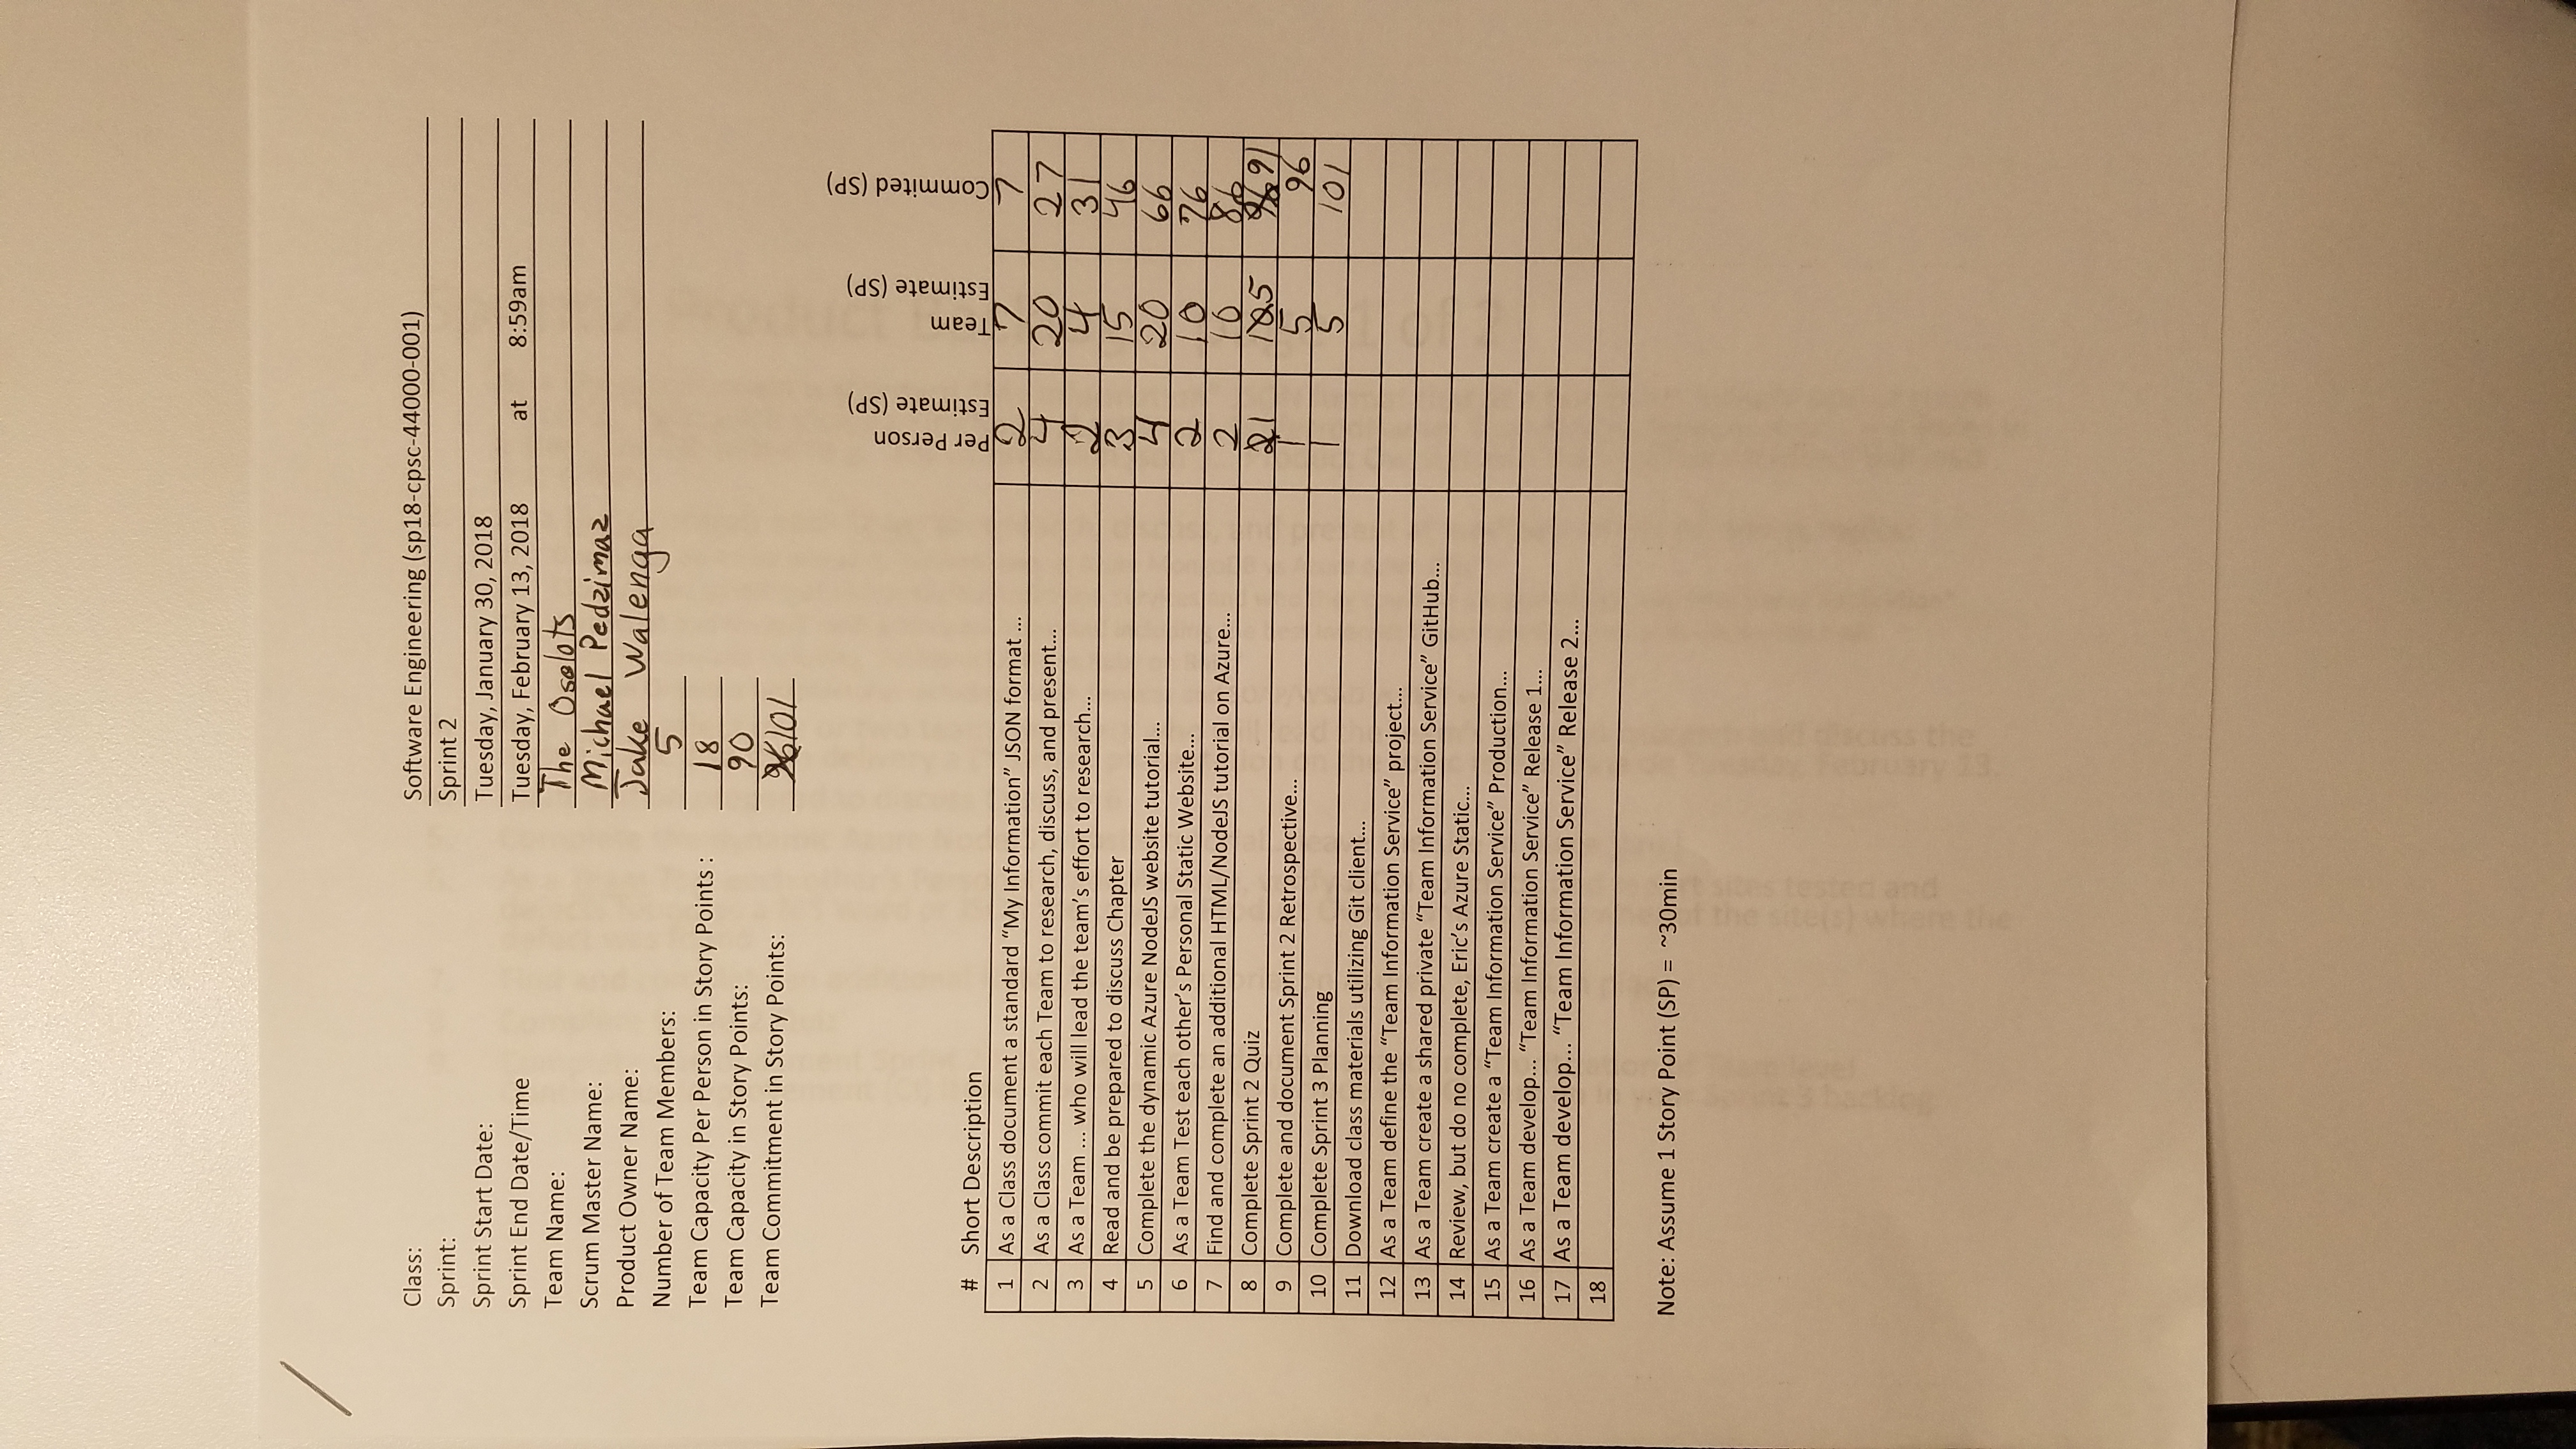 Class: Software Engineering (sp18-cpsc-44000-001)
Sprint: Sprint 2
Sprint Start Date: Tuesday, January 30, 2018
Sprint End Date/Time Tuesday, February 13, 2018 at 8:59am
Team Name: The Osolots
Scrum Master Name: Michael Pedzimaz
Product Owner Name: Jake Walenga
Number of Team Members: 5
Team Capacity Per Person in Story Points : 18
Team Capacity in Story Points: 90
Team Commitment in Story Points: 96 101
# Short Description Per Person Estimate (SP) Team Estimate (SP) Commited (SP)
1 As a Class document a standard “My Information” JSON format ... 2 7 7
2 As a Class commit each Team to research, discuss, and present... 4 20 27
3 As a Team ... who will lead the team’s effort to research... 2 4 31
4 Read and be prepared to discuss Chapter 3 15 46
5 Complete the dynamic Azure NodeJS website tutorial... 4 20 66
6 As a Team Test each other’s Personal Static Website... 2 10 76
7 Find and complete an additional HTML/NodeJS tutorial on Azure... 2 10 86
8 Complete Sprint 2 Quiz 2 1 10 5 96 91
9 Complete and document Sprint 2 Retrospective... 1 5 96
10 Complete Sprint 3 Planning 1 5 101
11 Download class materials utilizing Git client...
12 As a Team define the “Team Information Service” project...
13 As a Team create a shared private “Team Information Service” GitHub...
14 Review, but do no complete, Eric’s Azure Static...
15 As a Team create a “Team Information Service” Production...
16 As a Team develop... “Team Information Service” Release 1...
17 As a Team develop... “Team Information Service” Release 2...
18
Note: Assume 1 Story Point (SP) = ~30min